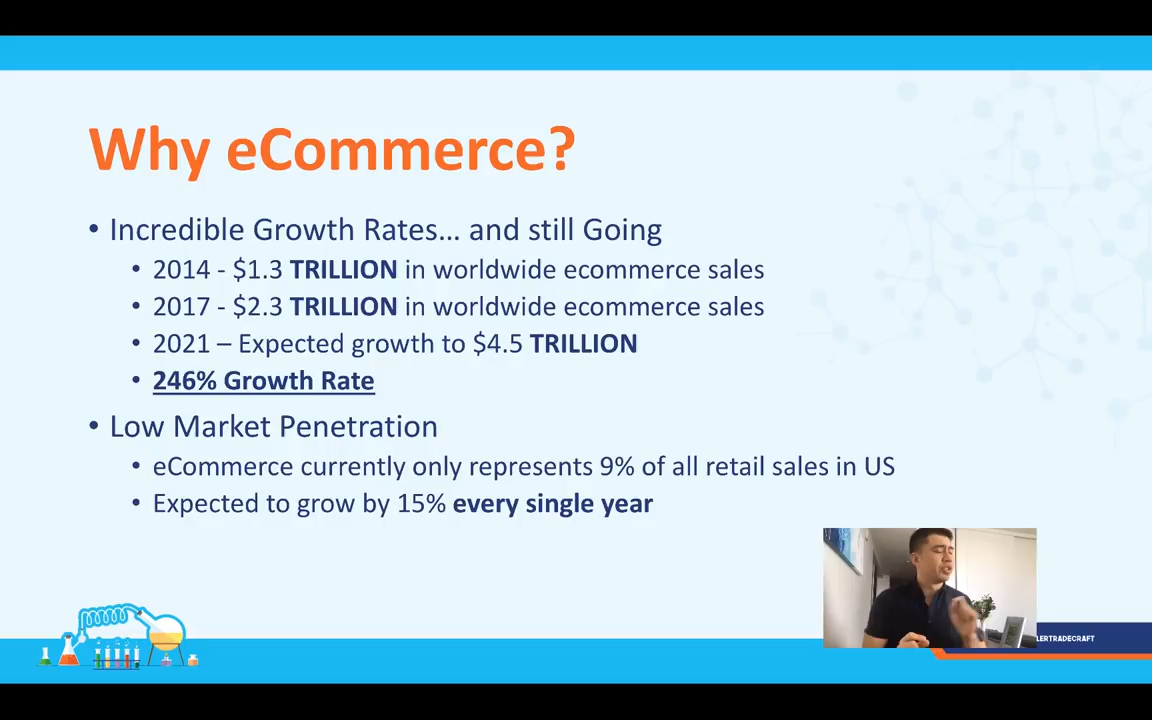 Why eCommerce?
• Incredible Growth Rates... and still Going
• 2014 - $1.3 TRILLION in worldwide ecommerce sales
• 2017 - $2.3 TRILLION in worldwide ecommerce sales
• 2021 – Expected growth to $4.5 TRILLION
• 246% Growth Rate
• Low Market Penetration
• eCommerce currently only represents 9% of all retail sales in US
• Expected to grow by 15% every single year
LERTRADECRAFT